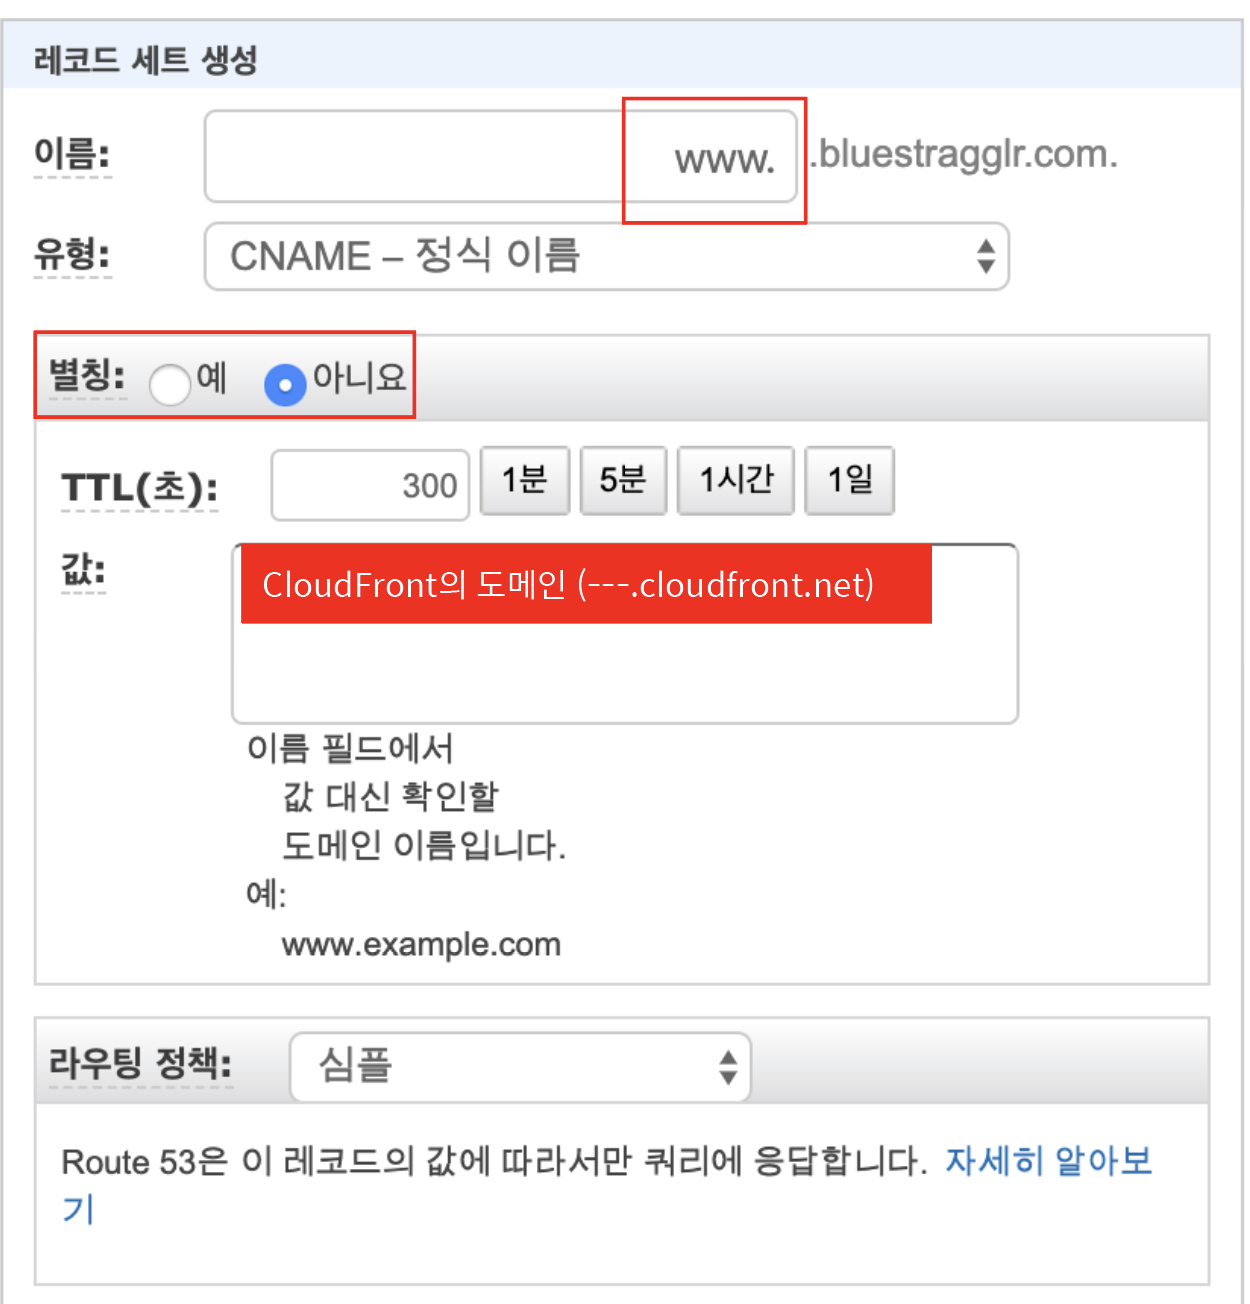 레코드 세트 생성
이름: www. .bluestragglr.com.
유형: CNAME – 정식 이름
별칭: 예 아니요
TTL(초): 300 1분 5분 1시간 1일
값: CloudFront의 도메인 (---.cloudfront.net)
이름 필드에서
값 대신 확인할
도메인 이름입니다.
예:
www.example.com
라우팅 정책: 심플
Route 53은 이 레코드의 값에 따라서만 쿼리에 응답합니다. 자세히 알아보
기